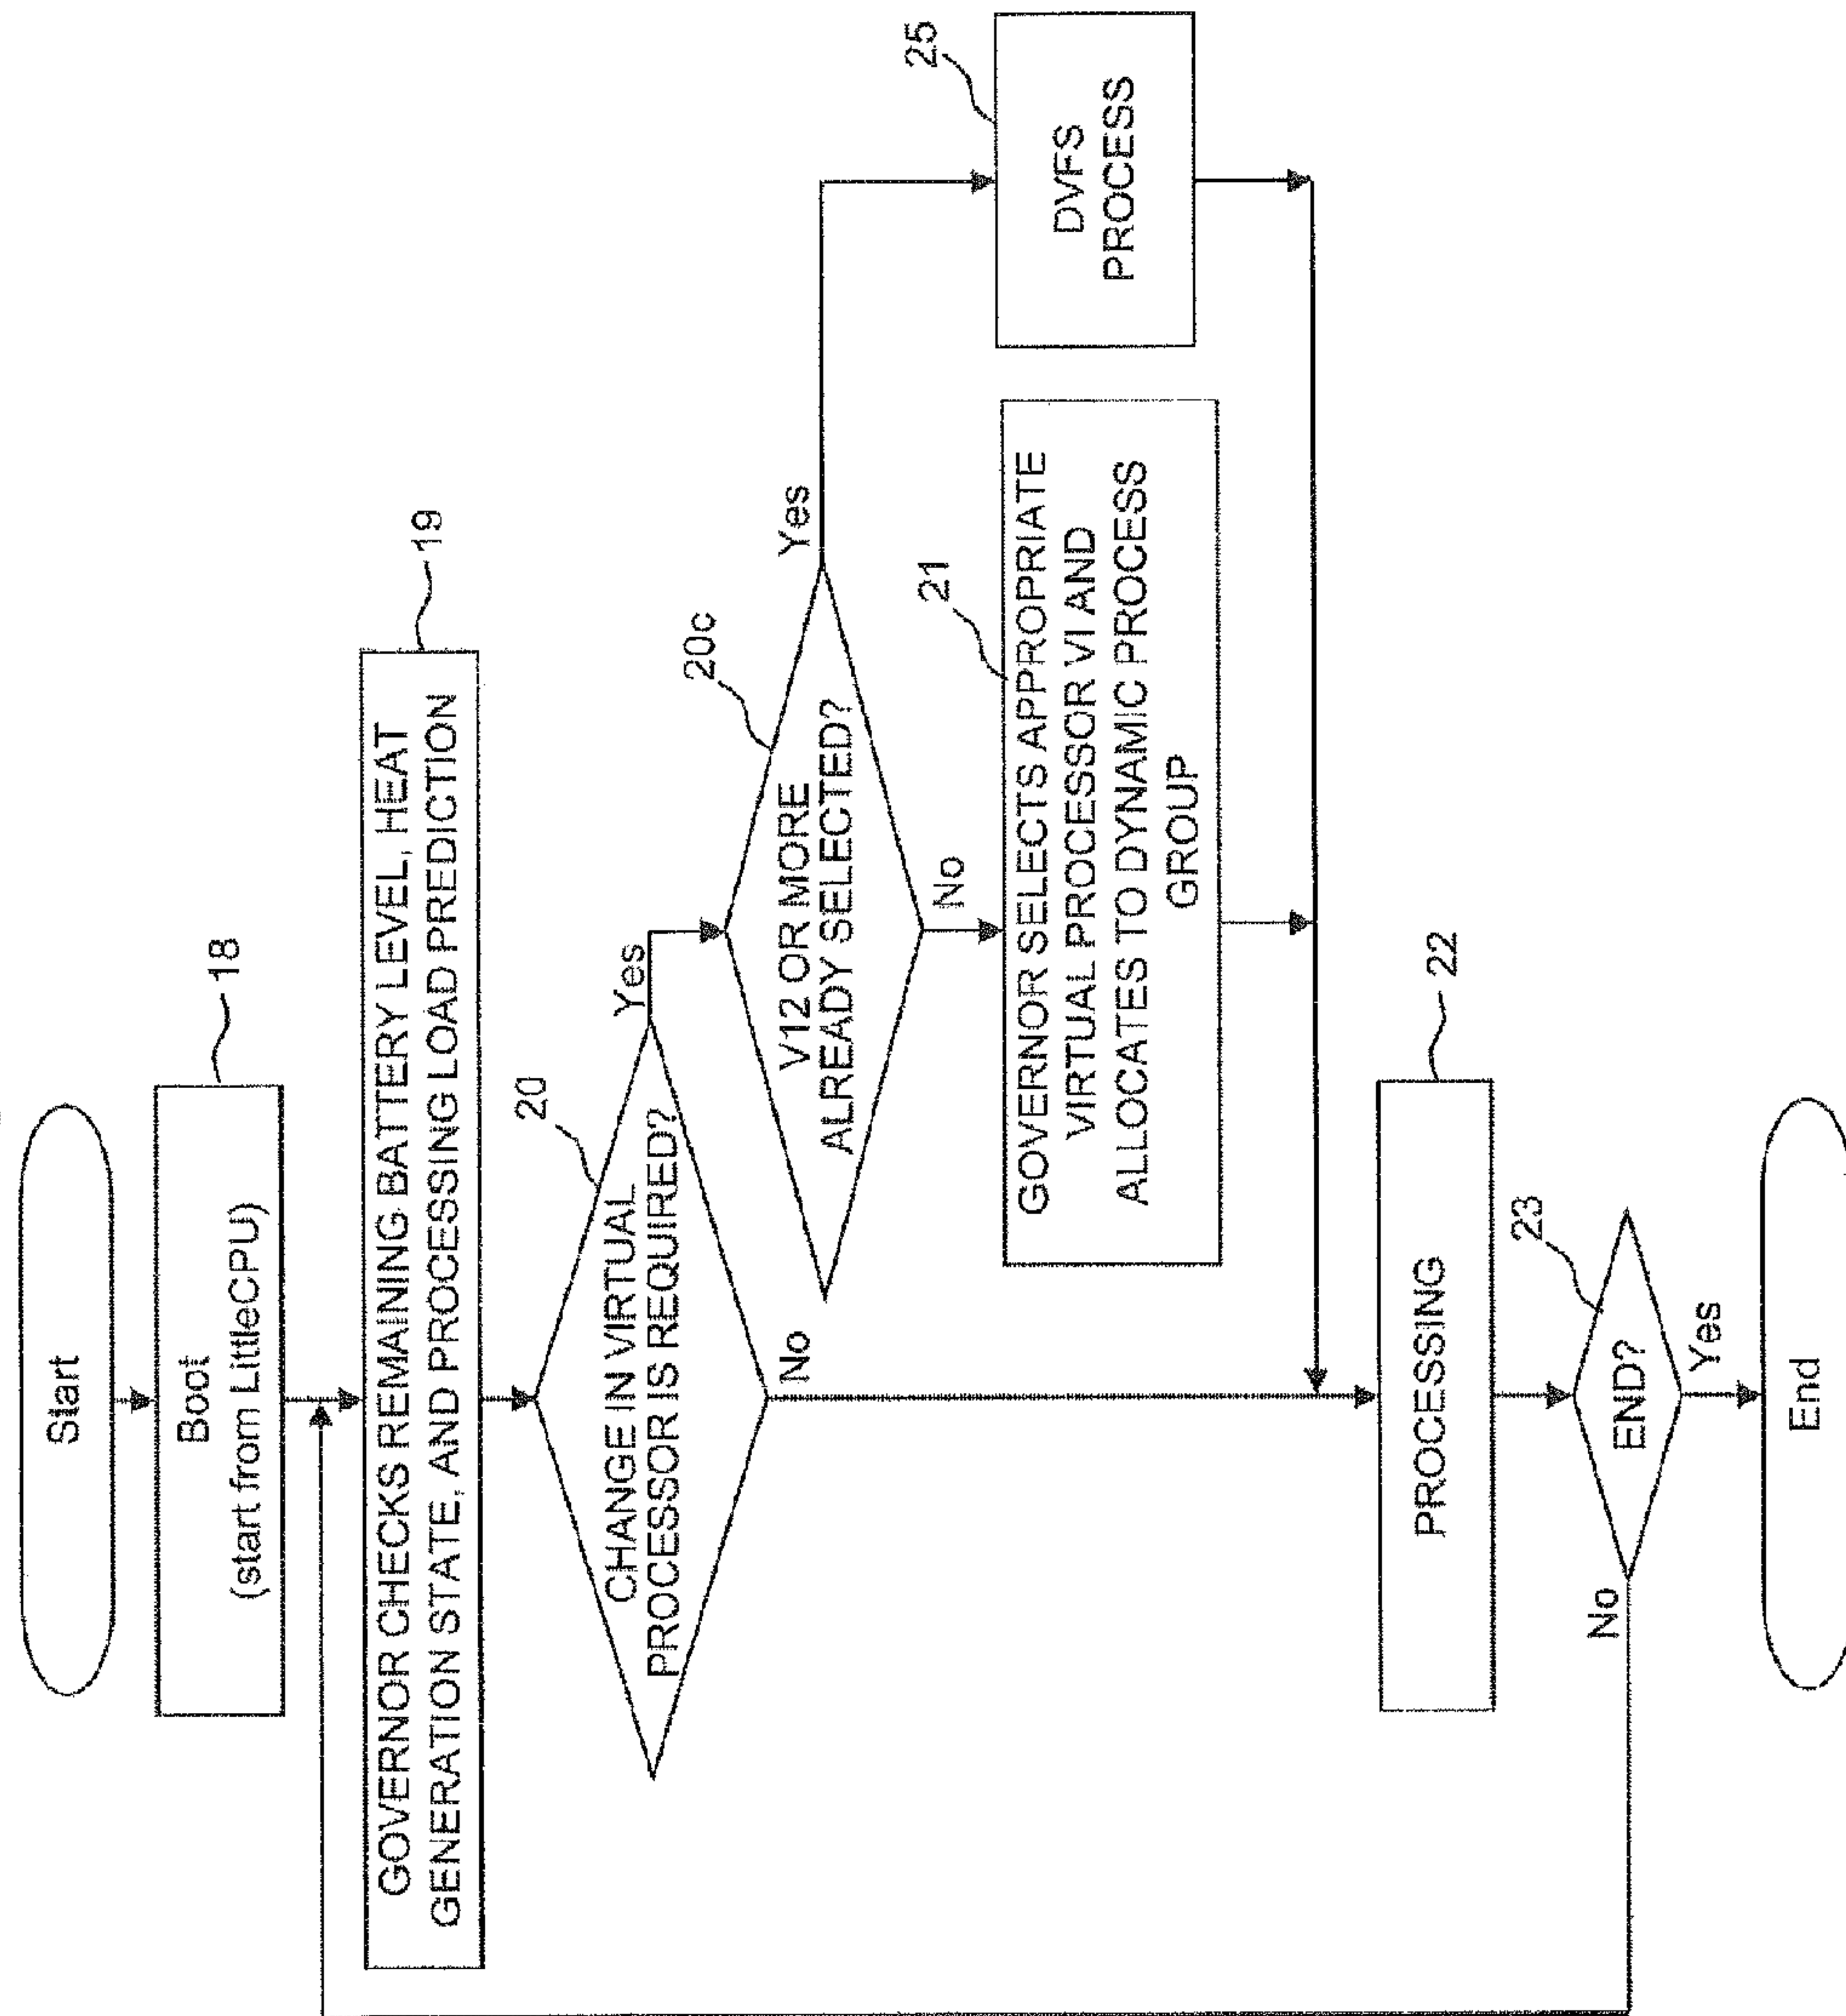 Start
18
Boot
(start from LittleCPU)
19
GOVERNOR CHECKS REMAINING BATTERY LEVEL, HEAT
GENERATION STATE, AND PROCESSING LOAD PREDICTION
20
CHANGE IN VIRTUAL
PROCESSOR IS REQUIRED?
Yes
No
20c
V12 OR MORE
ALREADY SELECTED?
Yes
No
25
DVFS
PROCESS
21
GOVERNOR SELECTS APPROPRIATE
VIRTUAL PROCESSOR VI AND
ALLOCATES TO DYNAMIC PROCESS
GROUP
22
PROCESSING
23
END?
No
Yes
End